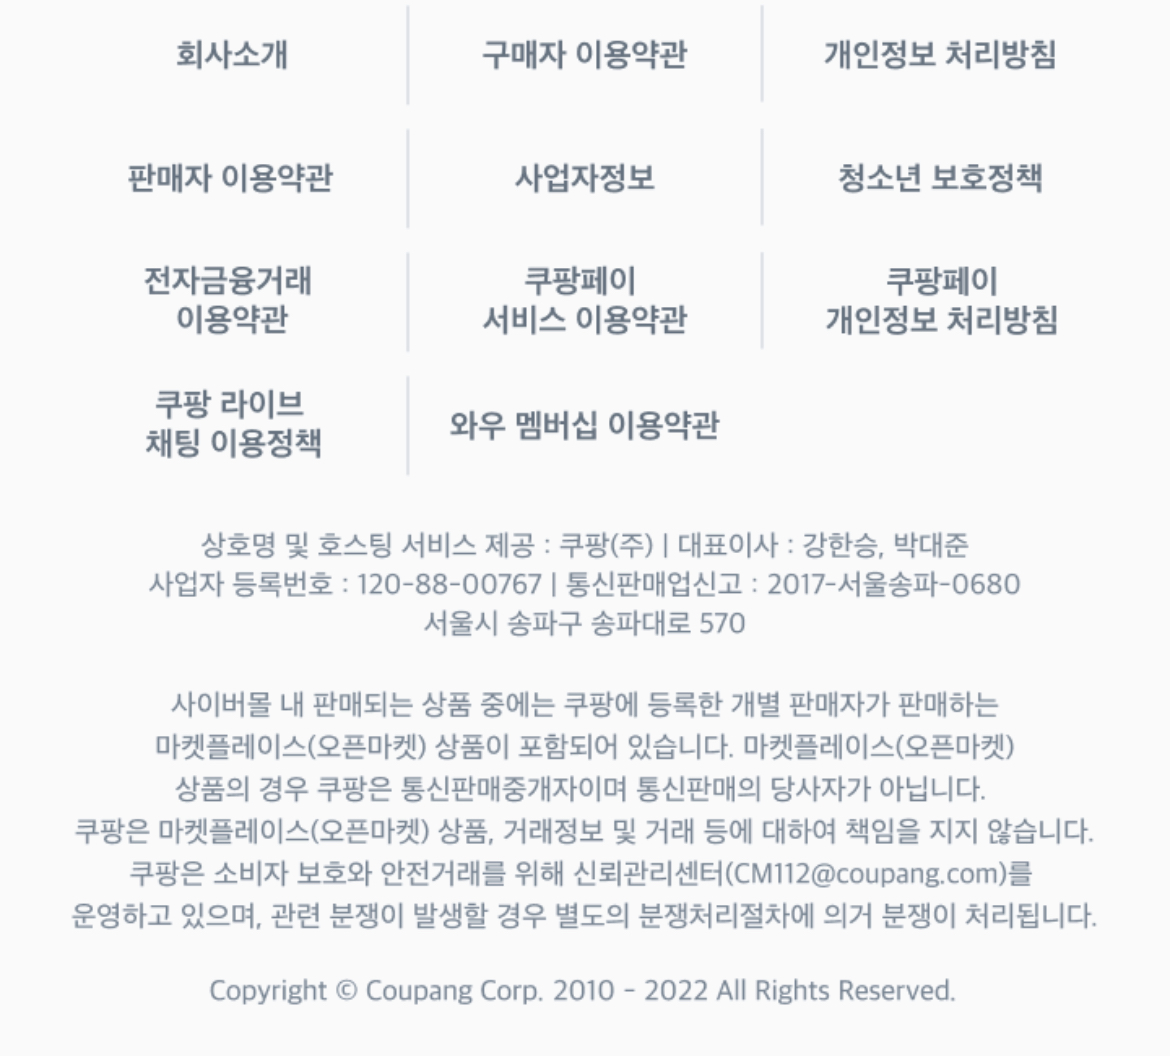 회사소개
구매자 이용약관
개인정보 처리방침
판매자 이용약관
사업자정보
청소년 보호정책
전자금융거래
이용약관
쿠팡페이
서비스 이용약관
쿠팡페이
개인정보 처리방침
쿠팡 라이브
채팅 이용정책
와우 멤버십 이용약관
상호명 및 호스팅 서비스 제공 : 쿠팡(주) | 대표이사 : 강한승, 박대준
사업자 등록번호 : 120-88-00767 | 통신판매업신고 : 2017-서울송파-0680
서울시 송파구 송파대로 570
사이버몰 내 판매되는 상품 중에는 쿠팡에 등록한 개별 판매자가 판매하는
마켓플레이스(오픈마켓) 상품이 포함되어 있습니다. 마켓플레이스(오픈마켓)
상품의 경우 쿠팡은 통신판매중개자이며 통신판매의 당사자가 아닙니다.
쿠팡은 마켓플레이스(오픈마켓) 상품, 거래정보 및 거래 등에 대하여 책임을 지지 않습니다.
쿠팡은 소비자 보호와 안전거래를 위해 신뢰관리센터(CM112@coupang.com)를
운영하고 있으며, 관련 분쟁이 발생할 경우 별도의 분쟁처리절차에 의거 분쟁이 처리됩니다.
Copyright © Coupang Corp. 2010 - 2022 All Rights Reserved.